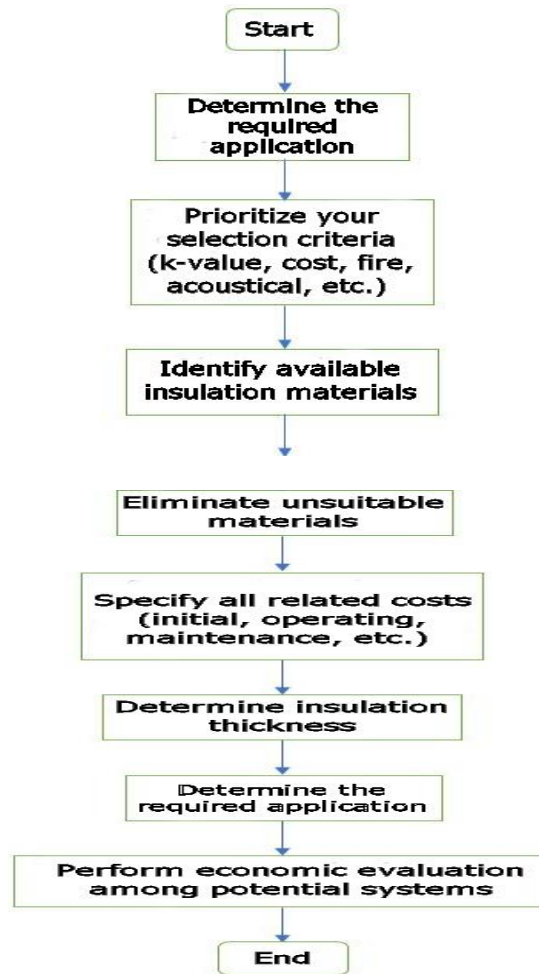 Start
Determine the
required
application
Prioritize your
selection criteria
(k-value, cost, fire,
acoustical, etc.)
Identify available
insulation materials
Eliminate unsuitable
materials
Specify all related costs
(initial, operating,
maintenance, etc.)
Determine insulation
thickness
Determine the
required application
Perform economic evaluation
among potential systems
End